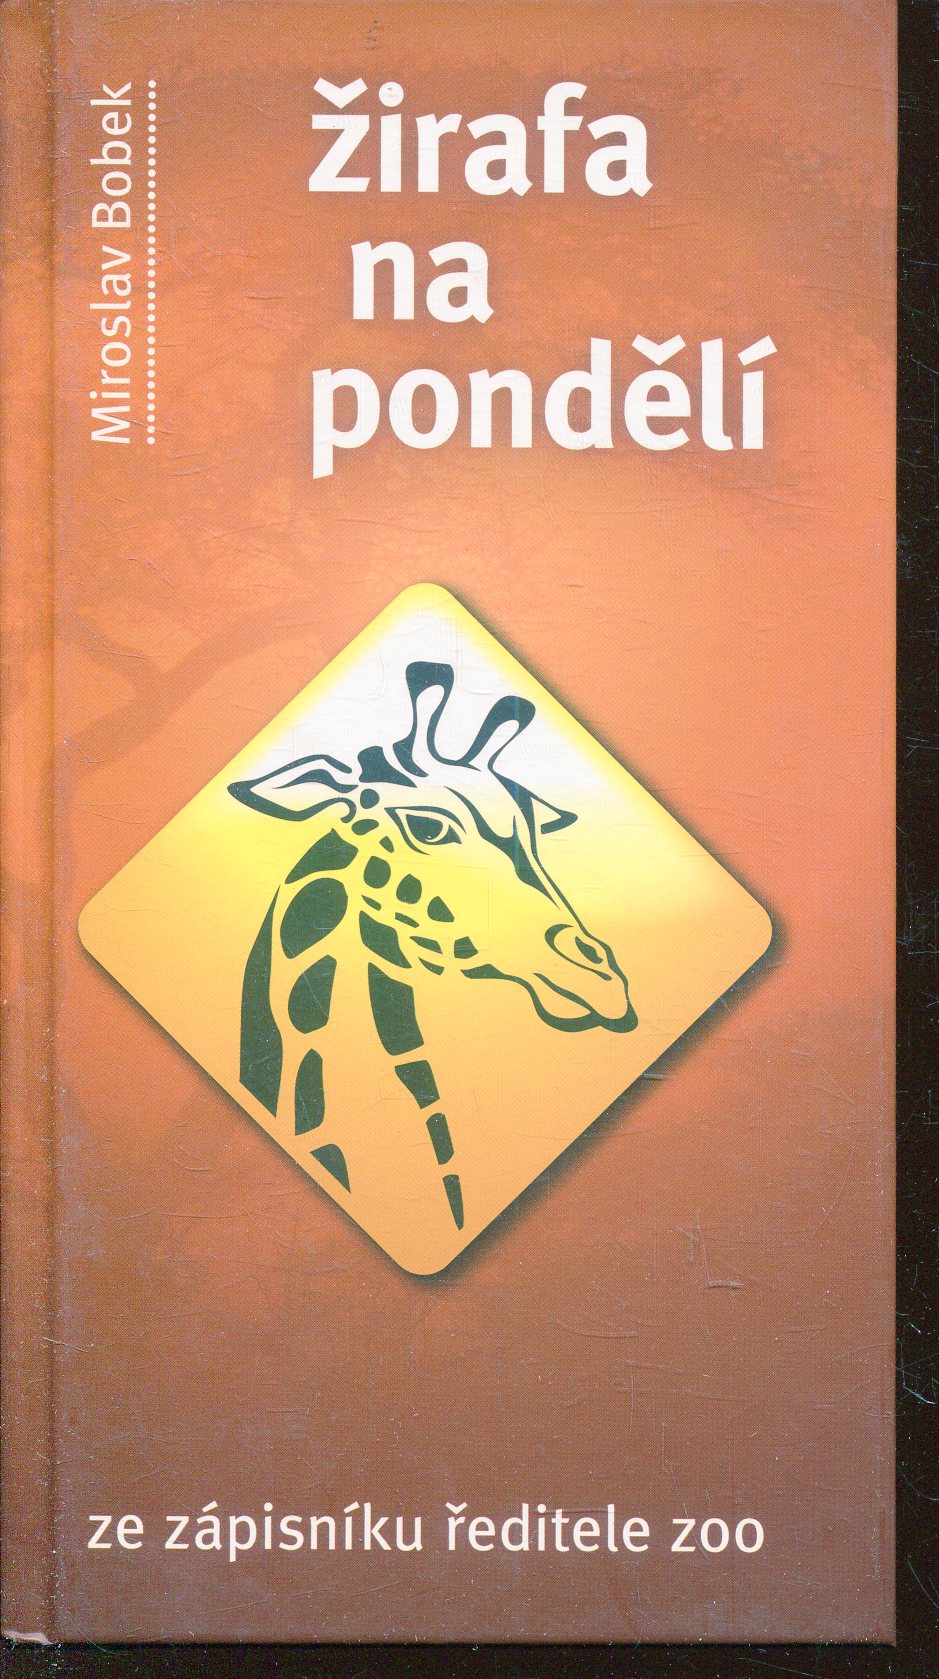 Miroslav Bobek
žirafa
na
pondělí
ze zápisníku ředitele zoo